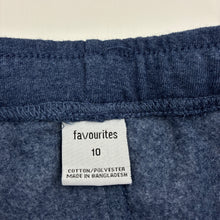 favourites
10
COTTON/POLYESTER
MADE IN BANGLADESH